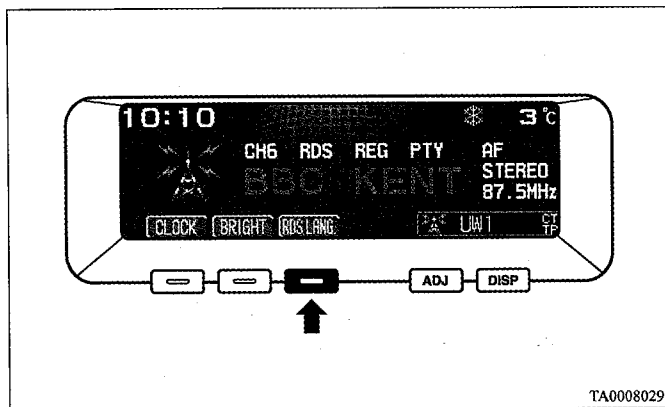 10:10 3°C
CH6 RDS REG PTY AF
BBC KENT STEREO
87.5MHz
CLOCK BRIGHT RDS LANG. UW1 CT
TP
ADJ DISP
TA0008029